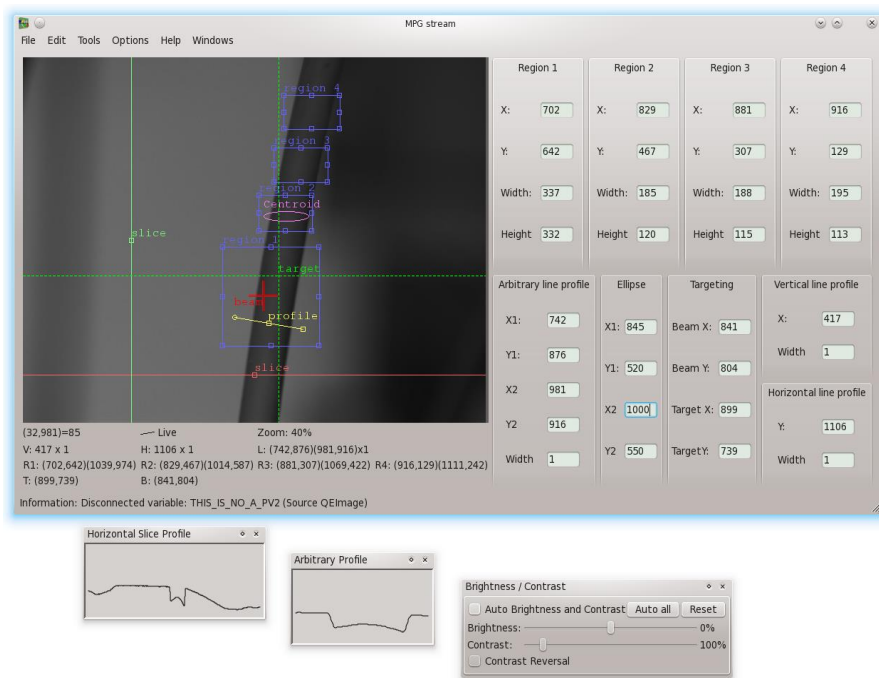 MPG stream
File Edit Tools Options Help Windows
region 4
region 3
region 2
Centroid
slice
region 1
target
beam
profile
slice
Region 1 Region 2 Region 3 Region 4
X: 702 X: 829 X: 881 X: 916
Y: 642 Y: 467 Y: 307 Y: 129
Width: 337 Width: 185 Width: 188 Width: 195
Height 332 Height 120 Height 115 Height 113
Arbitrary line profile Ellipse Targeting Vertical line profile
X1: 742 X1: 845 Beam X: 841 X: 417
Y1: 876 Y1: 520 Beam Y: 804 Width 1
X2 981 X2 1000 Target X: 899 Horizontal line profile
Y2 916 Y2 550 TargetY: 739 Y: 1106
Width 1 Width 1
(32,981)=85 Live Zoom: 40%
V: 417 x 1 H: 1106 x 1 L: (742,876)(981,916)x1
R1: (702,642)(1039,974) R2: (829,467)(1014,587) R3: (881,307)(1069,422) R4: (916,129)(1111,242)
T: (899,739) B: (841,804)
Information: Disconnected variable: THIS_IS_NO_A_PV2 (Source QEImage)
Horizontal Slice Profile
Arbitrary Profile
Brightness / Contrast
Auto Brightness and Contrast Auto all Reset
Brightness: 0%
Contrast: 100%
Contrast Reversal